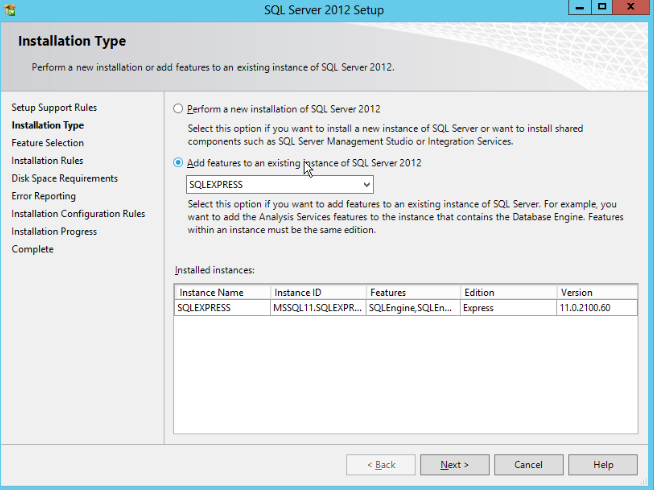 SQL Server 2012 Setup
Installation Type
Perform a new installation or add features to an existing instance of SQL Server 2012.
Setup Support Rules
Installation Type
Feature Selection
Installation Rules
Disk Space Requirements
Error Reporting
Installation Configuration Rules
Installation Progress
Complete
Perform a new installation of SQL Server 2012
Select this option if you want to install a new instance of SQL Server or want to install shared
components such as SQL Server Management Studio or Integration Services.
Add features to an existing instance of SQL Server 2012
SQLEXPRESS
Select this option if you want to add features to an existing instance of SQL Server. For example, you
want to add the Analysis Services features to the instance that contains the Database Engine. Features
within an instance must be the same edition.
Installed instances:
Instance Name Instance ID Features Edition Version
SQLEXPRESS MSSQL11.SQLEXPR... SQLEngine,SQLEn... Express 11.0.2100.60
< Back Next > Cancel Help